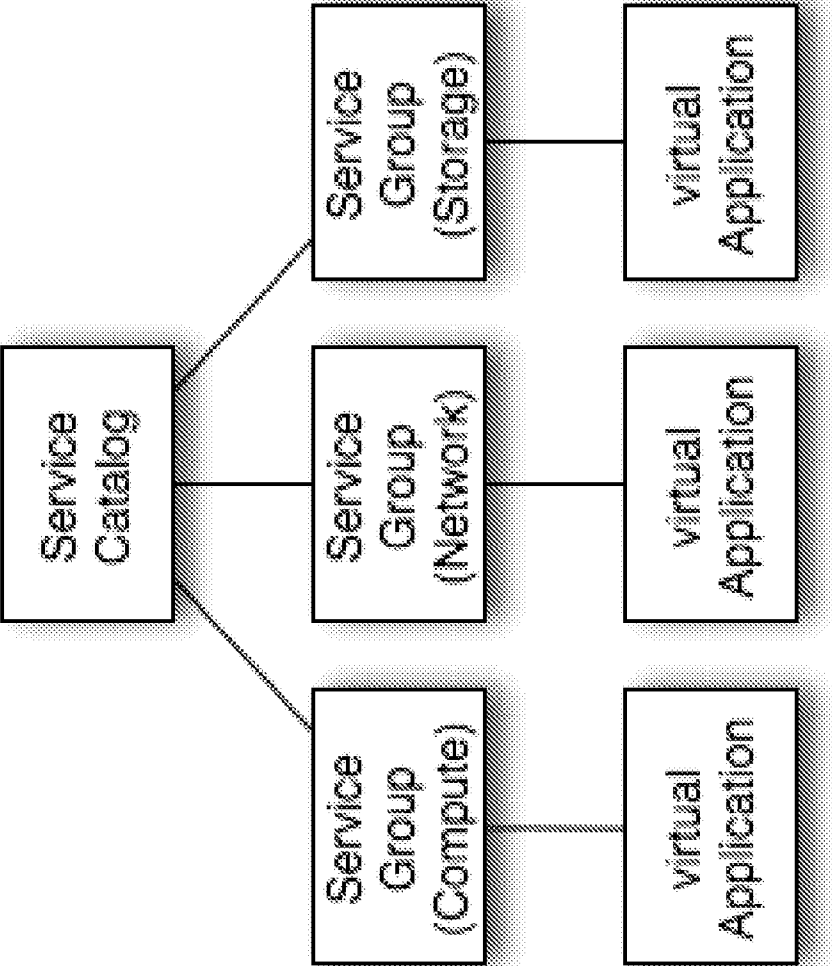 Service
Catalog
Service
Group
(Compute)
Service
Group
(Network)
Service
Group
(Storage)
virtual
Application
virtual
Application
virtual
Application